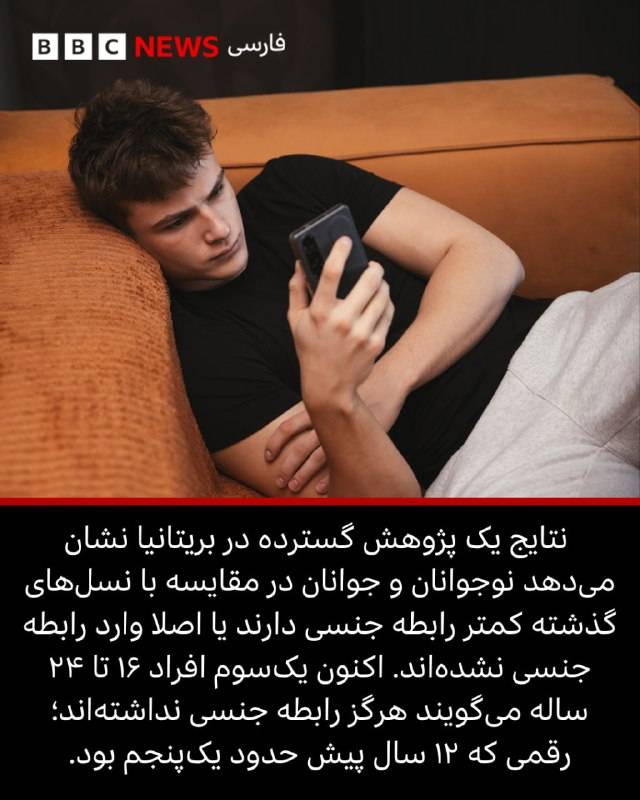 BBC NEWS فارسی
نتایج یک پژوهش گسترده در بریتانیا نشان
می‌دهد نوجوانان و جوانان در مقایسه با نسل‌های
گذشته کمتر رابطه جنسی دارند یا اصلا وارد رابطه
جنسی نشده‌اند. اکنون یک‌سوم افراد ۱۶ تا ۲۴
ساله می‌گویند هرگز رابطه جنسی نداشته‌اند؛
رقمی که ۱۲ سال پیش حدود یک‌پنجم بود.